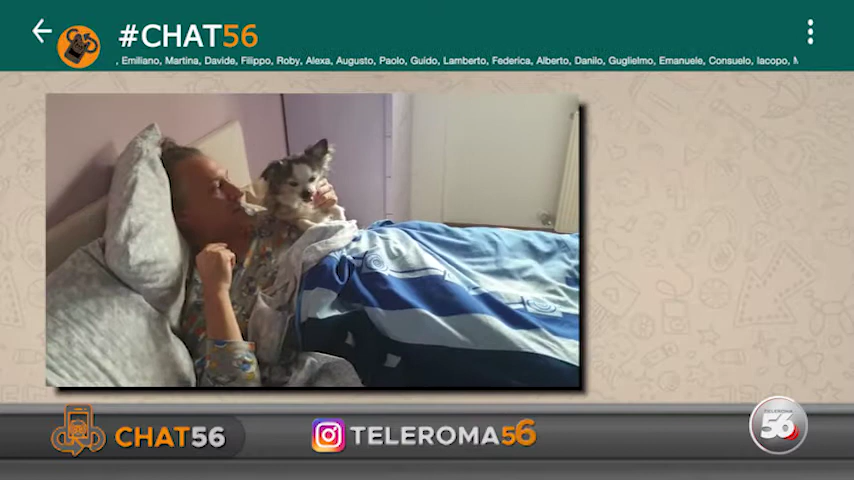 #CHAT56
, Emiliano, Martina, Davide, Filippo, Roby, Alexa, Augusto, Paolo, Guido, Lamberto, Federica, Alberto, Danilo, Guglielmo, Emanuele, Consuelo, Iacopo, M
CHAT56
TELEROMA56
TELEROMA
56